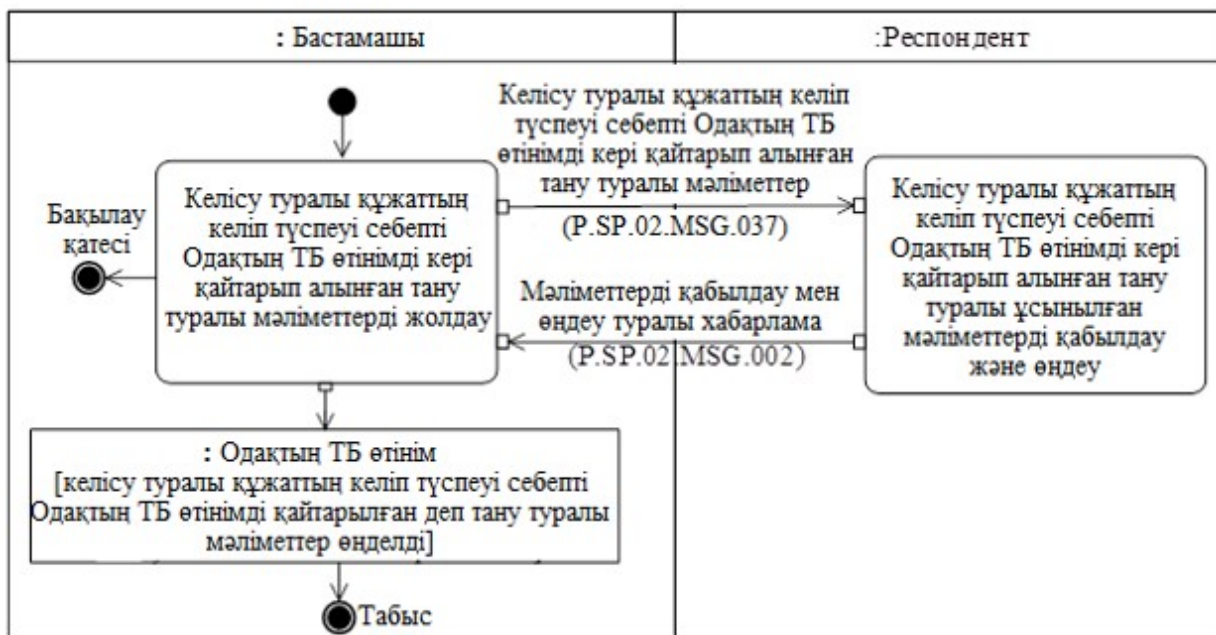 : Бастамашы
:Респондент
Келісу туралы құжаттың келіп
түспеуі себепті Одақтың ТБ
өтінімді кері қайтарып алынған
тану туралы мәліметтер
(P.SP.02.MSG.037)
Бақылау
қатесі
Келісу туралы құжаттың
келіп түспеуі себепті
Одақтың ТБ өтінімді кері
қайтарып алынған тану
туралы мәліметтерді жолдау
Келісу туралы құжаттың
келіп түспеуі себепті
Одақтың ТБ өтінімді кері
қайтарып алынған тану
туралы ұсынылған
мәліметтерді қабылдау
және өңдеу
Мәліметтерді қабылдау мен
өңдеу туралы хабарлама
(P.SP.02.MSG.002)
: Одақтың ТБ өтінім
[келісу туралы құжаттың келіп түспеуі себепті
Одақтың ТБ өтінімді қайтарылған деп тану туралы
мәліметтер өңделді]
Табыс